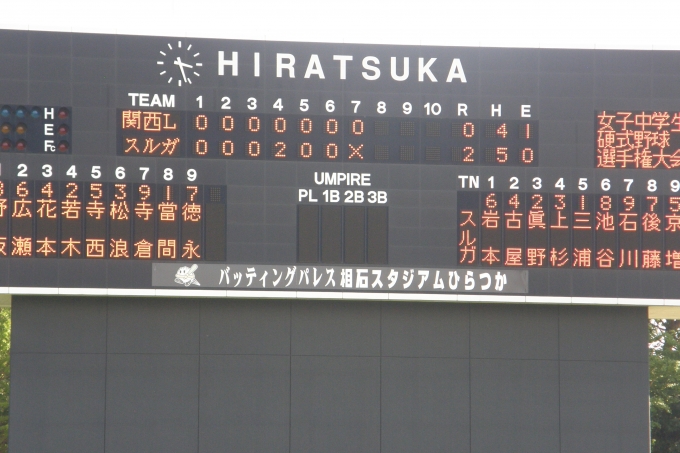 HIRATSUKA
TEAM 1 2 3 4 5 6 7 8 9 10 R H E
関西L 0 0 0 0 0 0 0 0 4 1
スルガ 0 0 0 2 0 0 X 2 5 0
H
E
Fc
女子中学生
硬式野球
選手権大会
UMPIRE
PL 1B 2B 3B
2 3 4 5 6 7 8 9
6 4 2 5 3 9 1 7
広瀬 花本 若木 寺西 松浪 寺倉 當間 徳永
TN 1 2 3 4 5 6 7 8 9
スルガ
6 4 2 3 1 8 9 7 5
岩本 古屋 眞野 上杉 三浦 池谷 石川 後藤 京増
バッティングパレス相石スタジアムひらつか